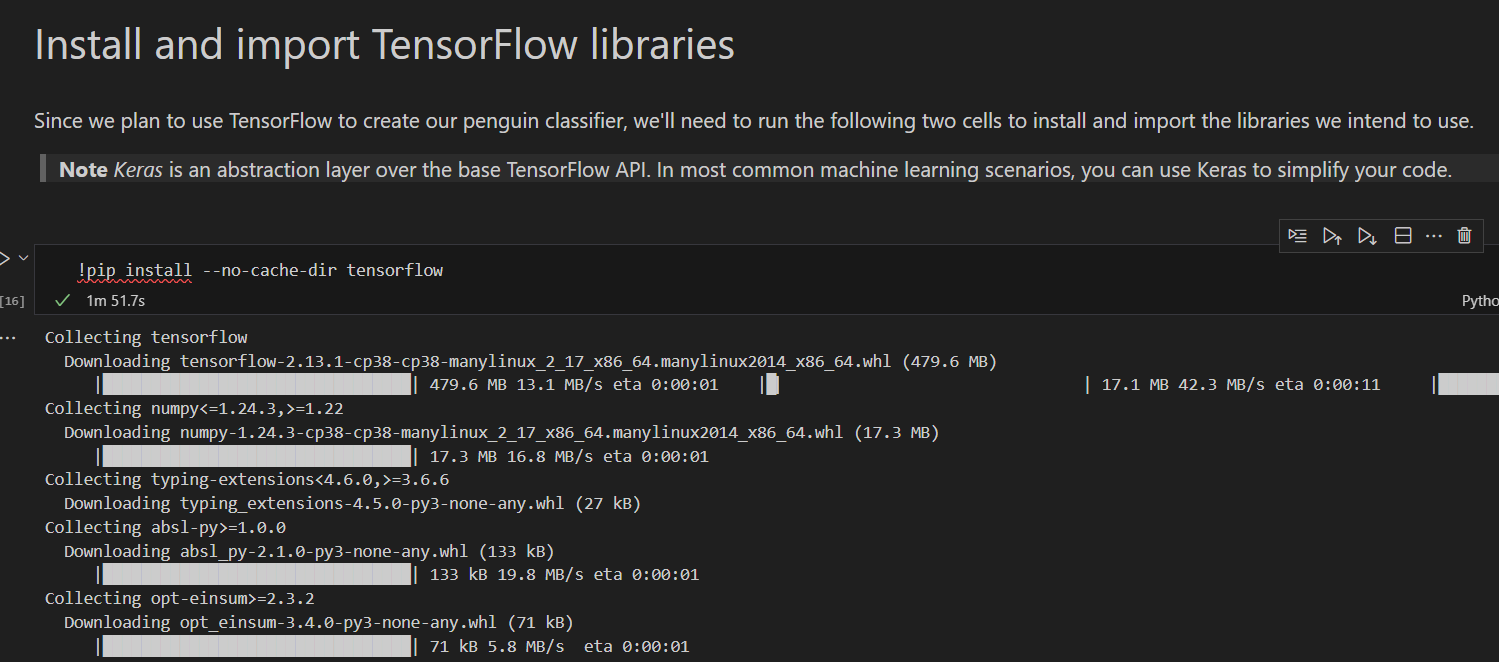 Install and import TensorFlow libraries
Since we plan to use TensorFlow to create our penguin classifier, we'll need to run the following two cells to install and import the libraries we intend to use.
Note Keras is an abstraction layer over the base TensorFlow API. In most common machine learning scenarios, you can use Keras to simplify your code.
!pip install --no-cache-dir tensorflow
[16] 1m 51.7s Pytho
Collecting tensorflow
Downloading tensorflow-2.13.1-cp38-cp38-manylinux_2_17_x86_64.manylinux2014_x86_64.whl (479.6 MB)
|████████████████████████████████| 479.6 MB 13.1 MB/s eta 0:00:01 |█ | 17.1 MB 42.3 MB/s eta 0:00:11 |██████
Collecting numpy<=1.24.3,>=1.22
Downloading numpy-1.24.3-cp38-cp38-manylinux_2_17_x86_64.manylinux2014_x86_64.whl (17.3 MB)
|████████████████████████████████| 17.3 MB 16.8 MB/s eta 0:00:01
Collecting typing-extensions<4.6.0,>=3.6.6
Downloading typing_extensions-4.5.0-py3-none-any.whl (27 kB)
Collecting absl-py>=1.0.0
Downloading absl_py-2.1.0-py3-none-any.whl (133 kB)
|████████████████████████████████| 133 kB 19.8 MB/s eta 0:00:01
Collecting opt-einsum>=2.3.2
Downloading opt_einsum-3.4.0-py3-none-any.whl (71 kB)
|████████████████████████████████| 71 kB 5.8 MB/s eta 0:00:01